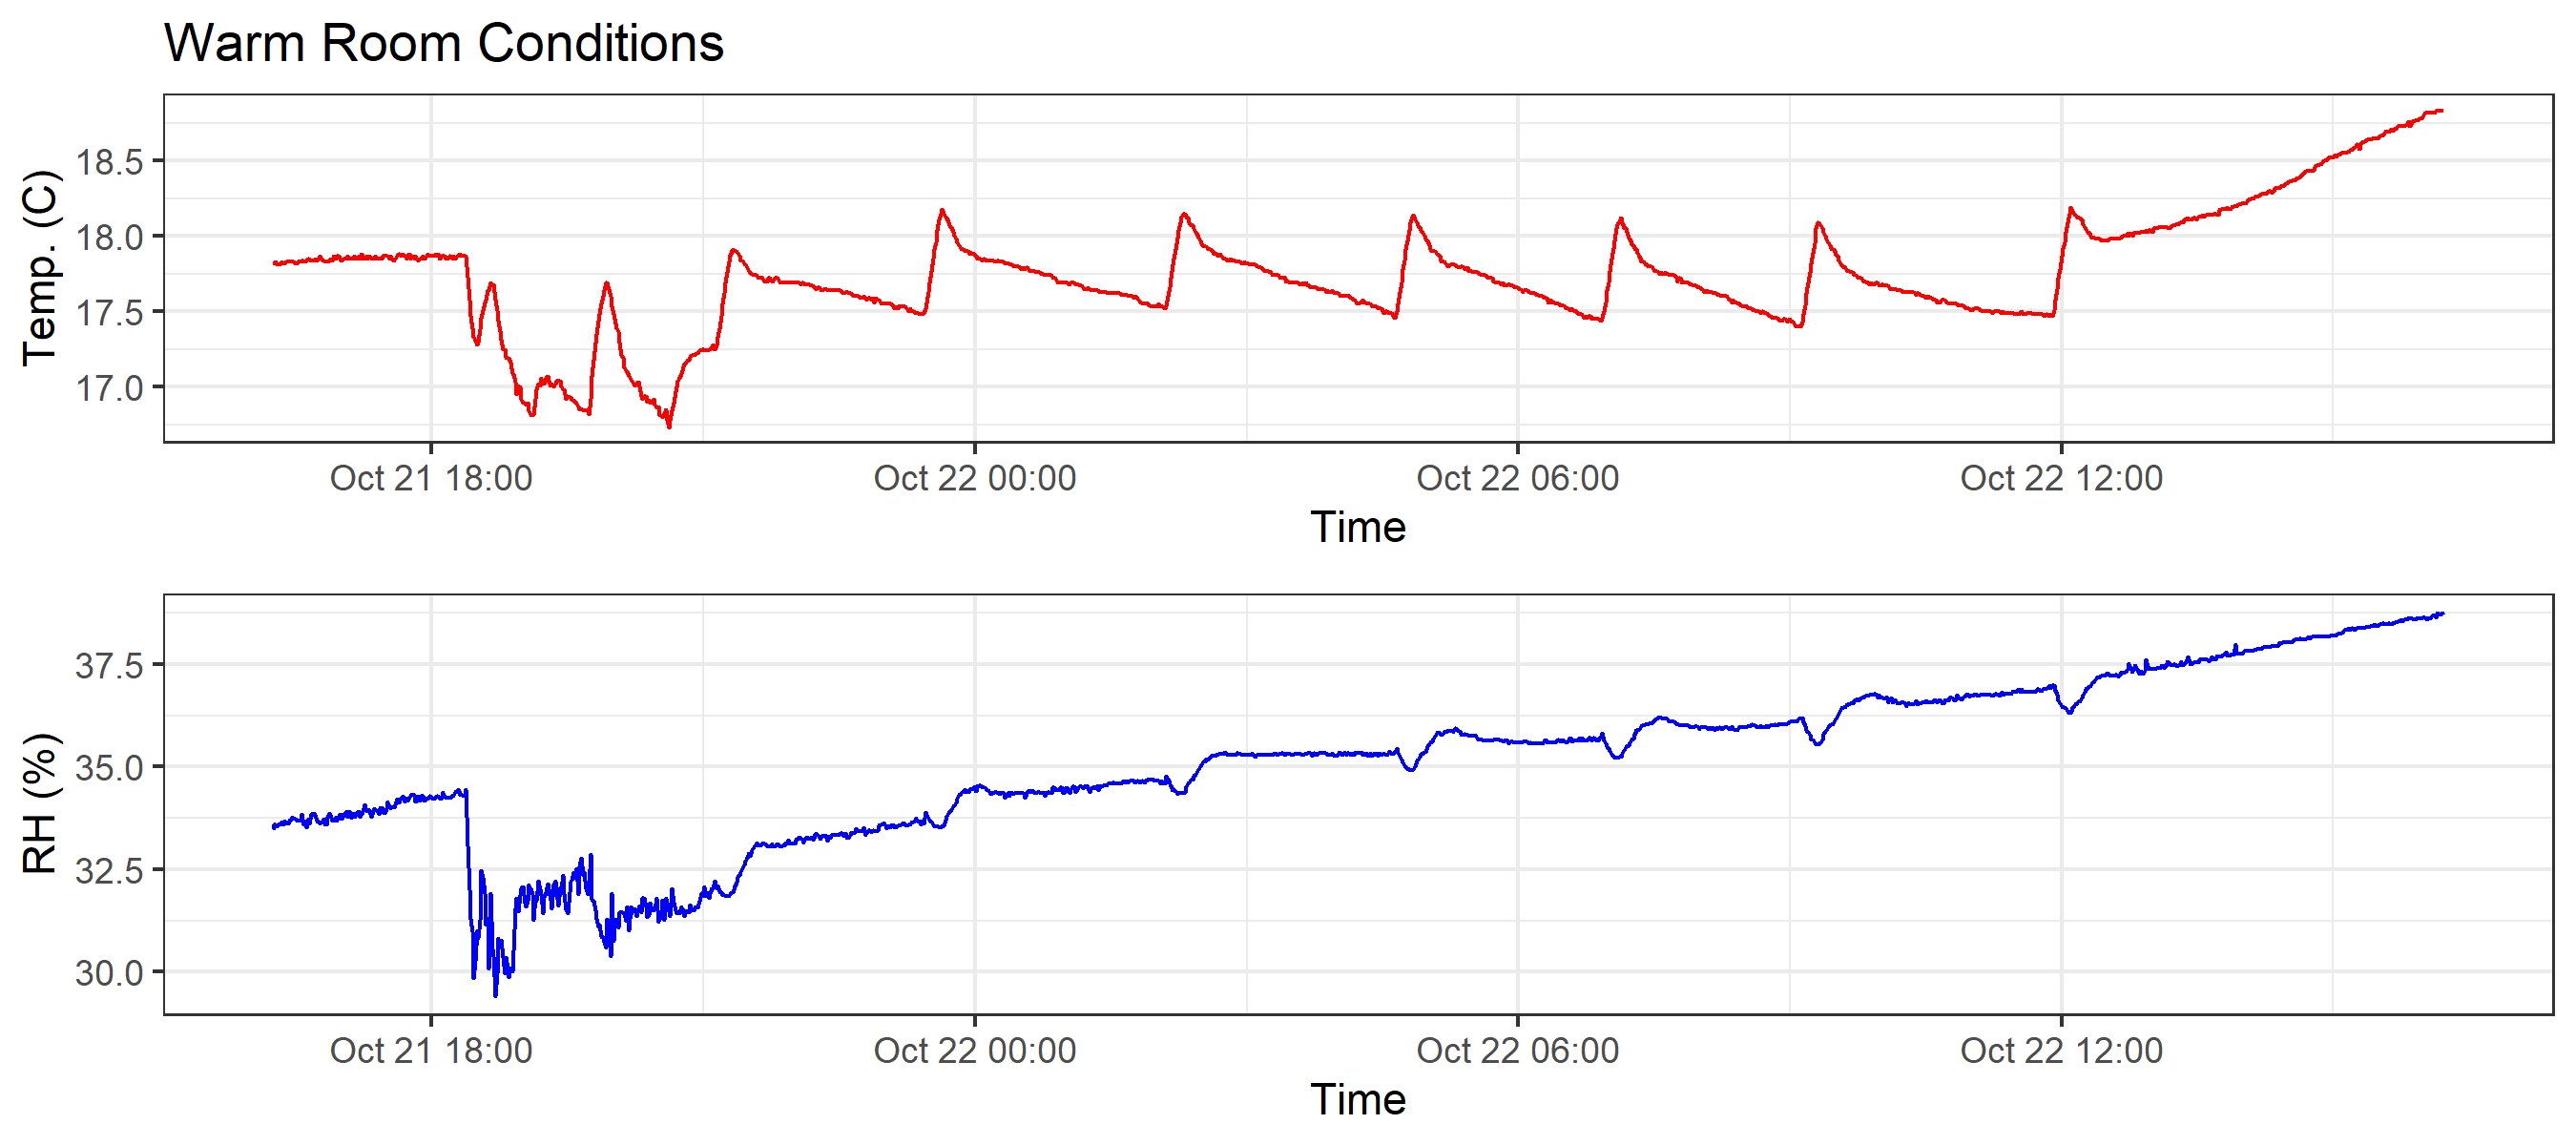 Warm Room Conditions
Temp. (C)
18.5
18.0
17.5
17.0
Oct 21 18:00 Oct 22 00:00 Oct 22 06:00 Oct 22 12:00
Time
RH (%)
37.5
35.0
32.5
30.0
Oct 21 18:00 Oct 22 00:00 Oct 22 06:00 Oct 22 12:00
Time